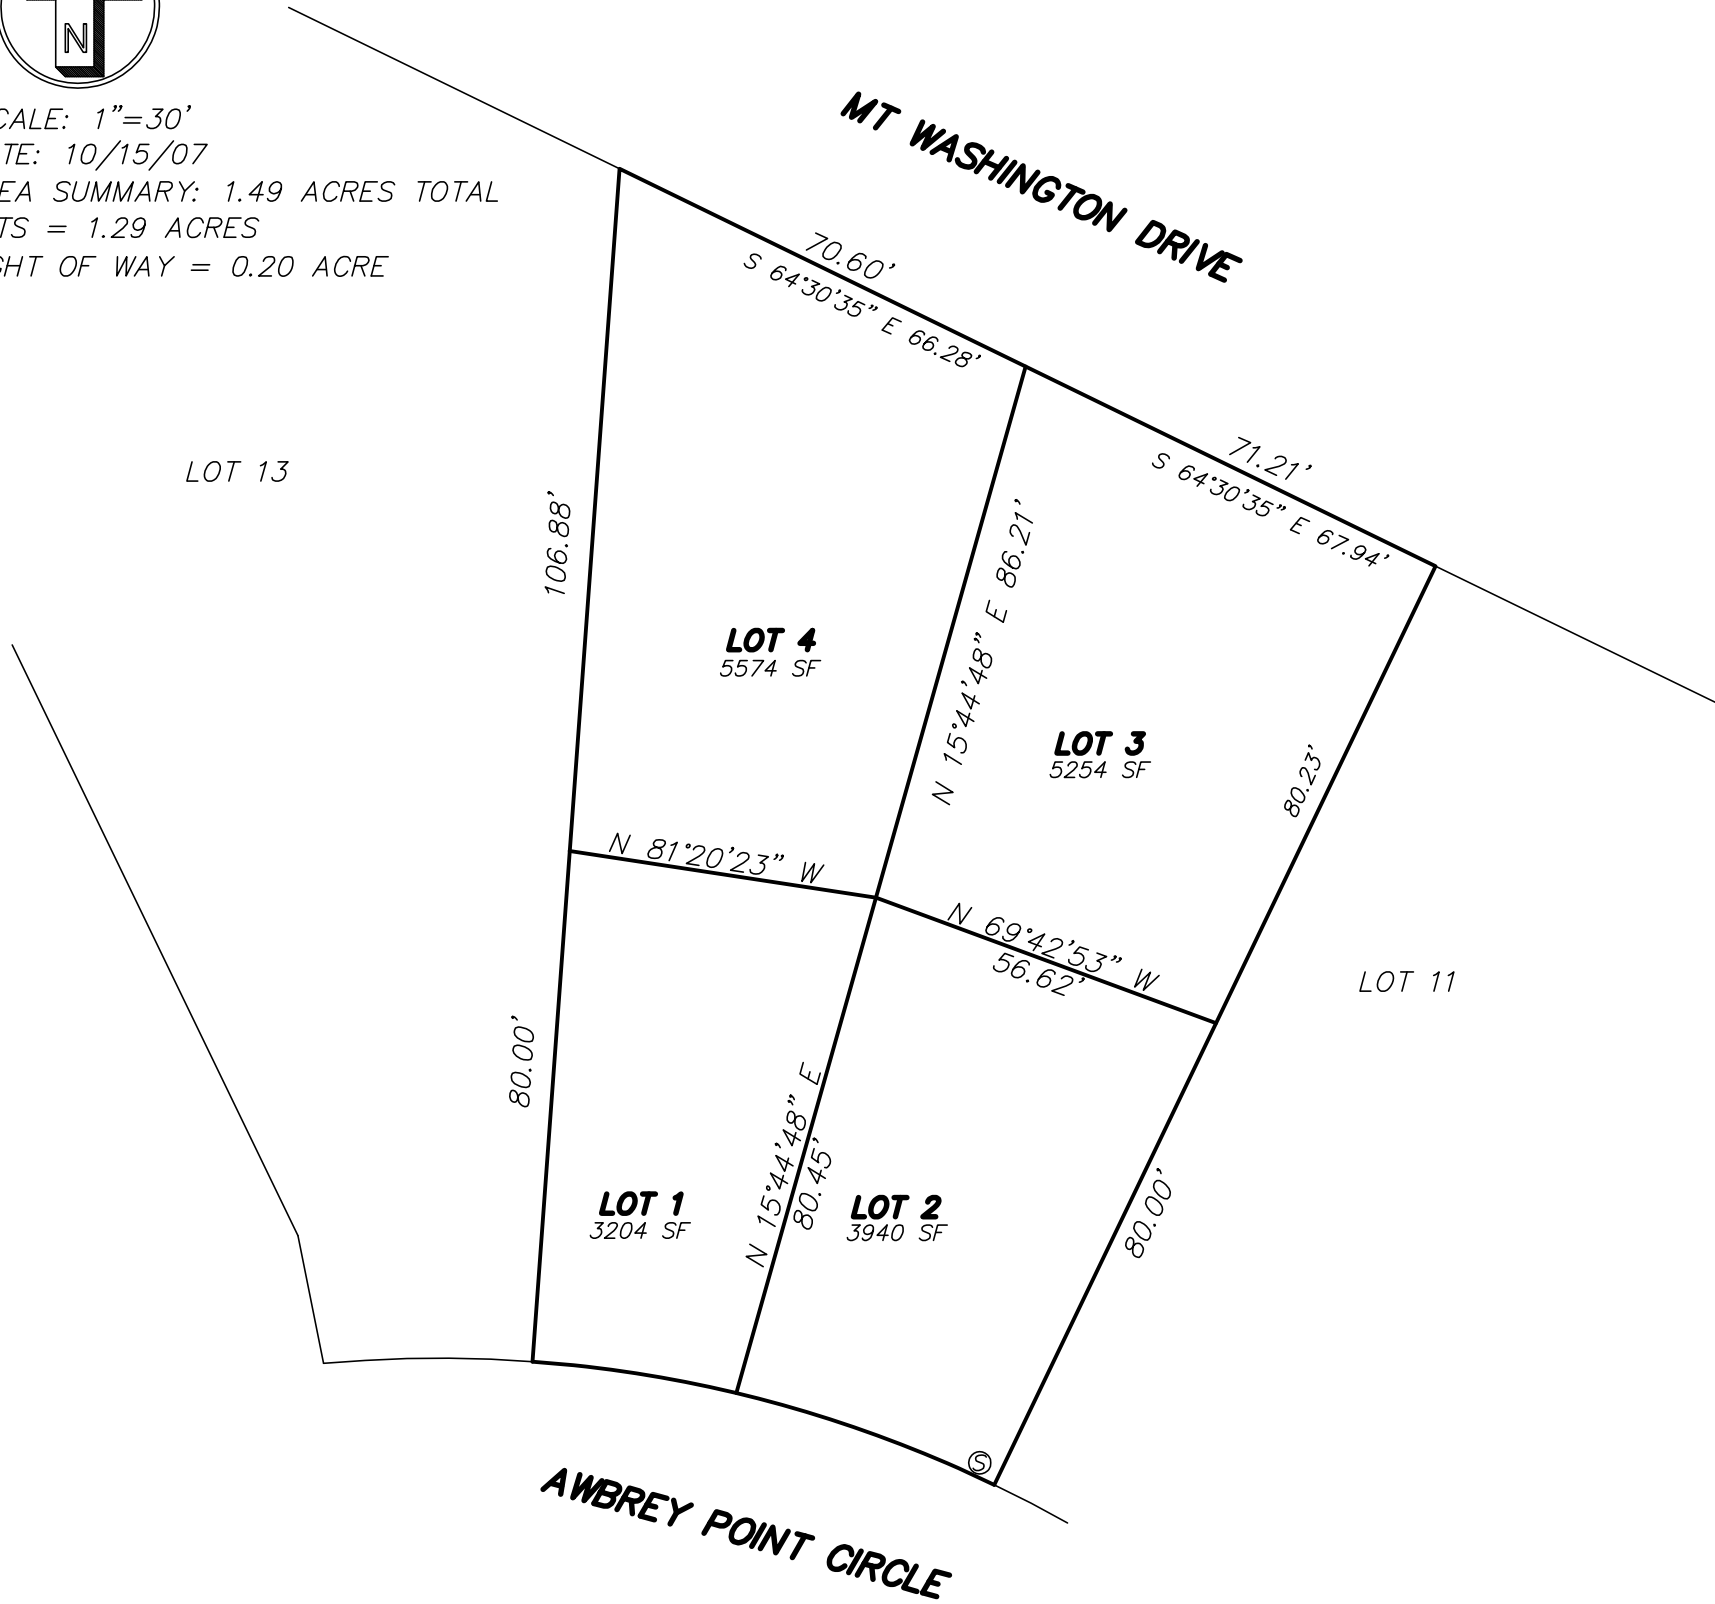 N
CALE: 1"=30'
TE: 10/15/07
EA SUMMARY: 1.49 ACRES TOTAL
TS = 1.29 ACRES
GHT OF WAY = 0.20 ACRE
MT WASHINGTON DRIVE
70.60'
S 64°30'35" E 66.28'
71.21'
S 64°30'35" E 67.94'
LOT 13
106.88'
N 15°44'48" E 86.21'
LOT 4
5574 SF
LOT 3
5254 SF
80.23'
N 81°20'23" W
N 69°42'53" W
56.62'
LOT 11
80.00'
N 15°44'48" E
80.45'
LOT 1
3204 SF
LOT 2
3940 SF
80.00'
S
AWBREY POINT CIRCLE